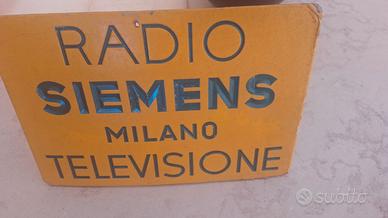 RADIO
SIEMENS
MILANO
TELEVISIONE
subito